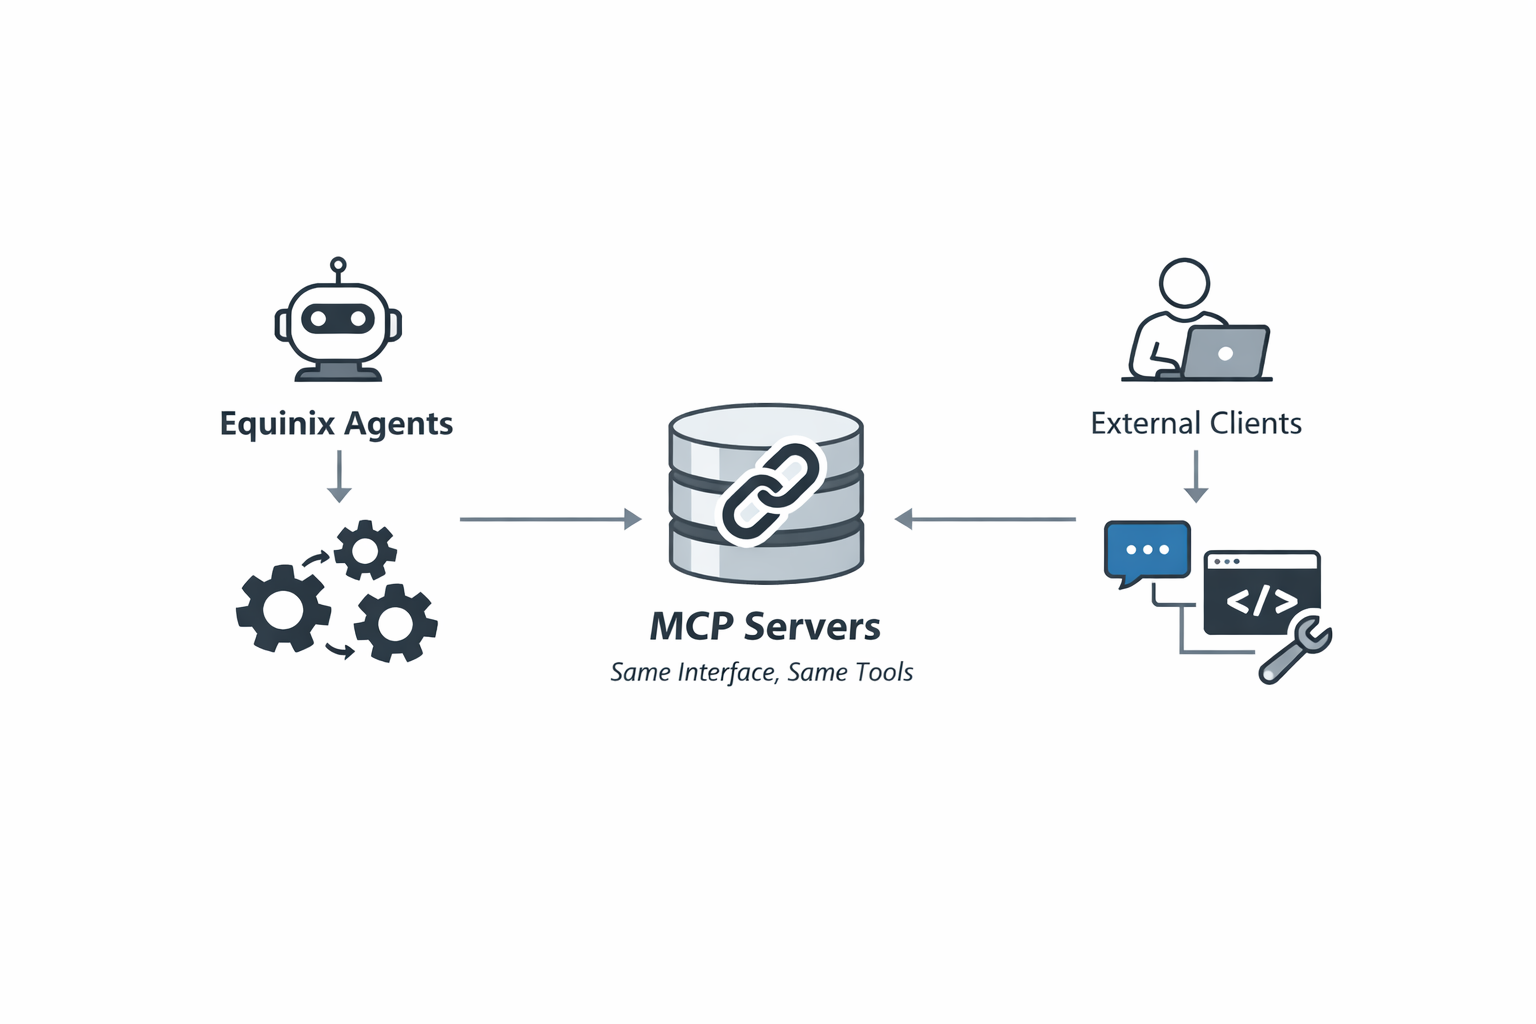 Equinix Agents
External Clients
</>
MCP Servers
Same Interface, Same Tools